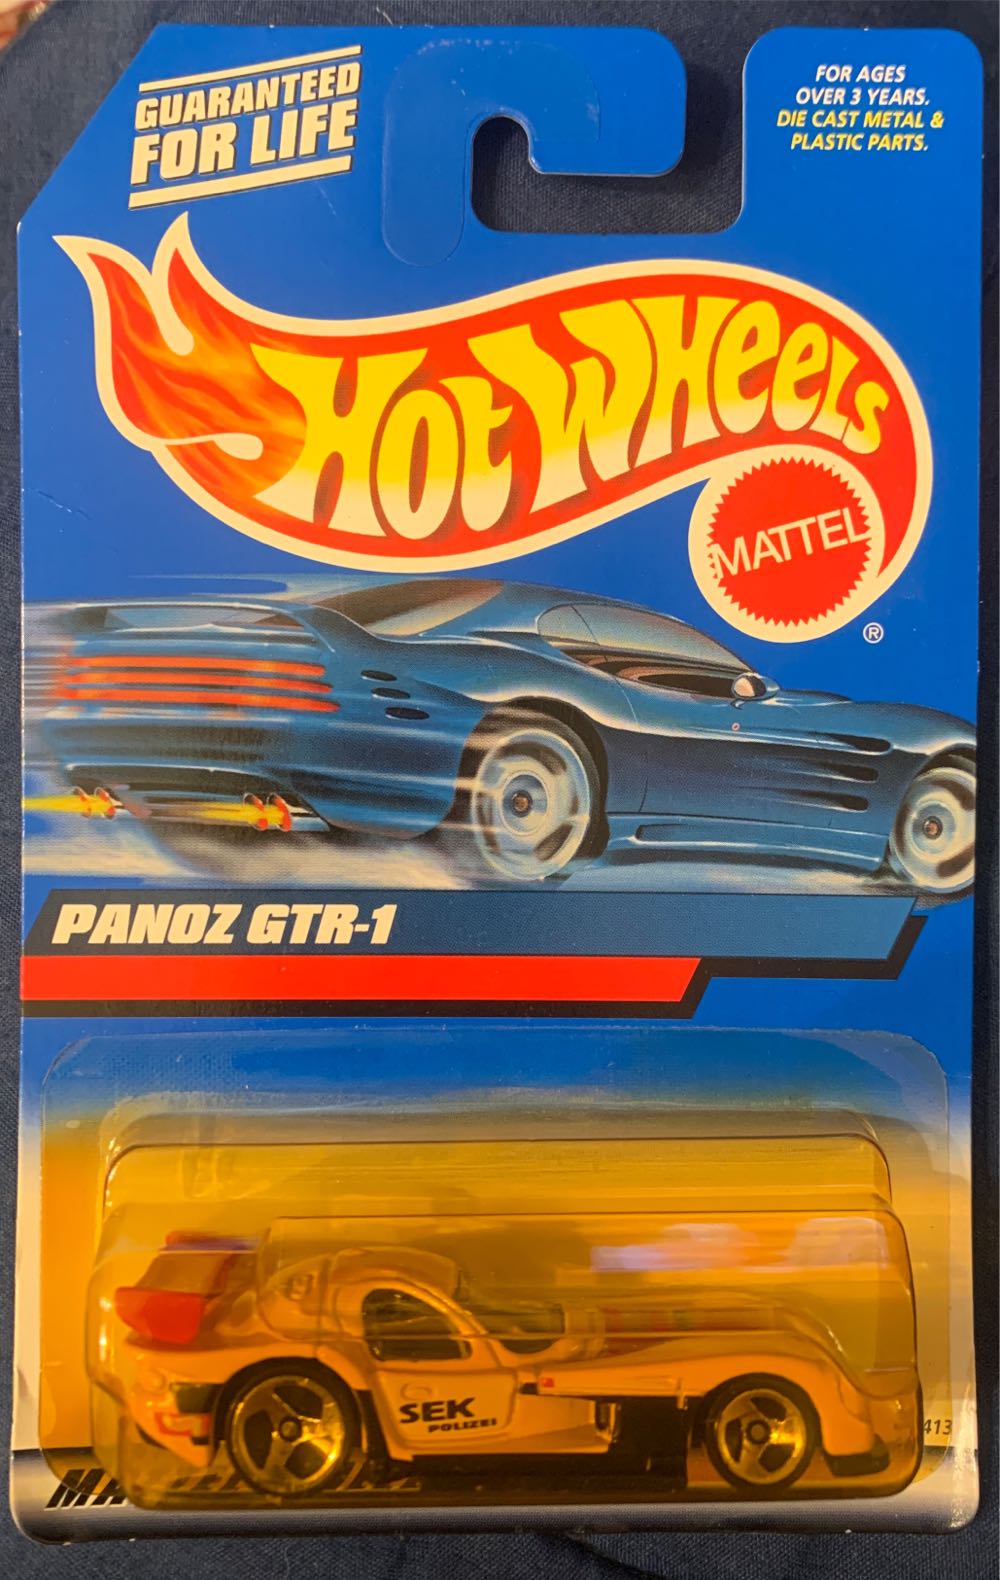 GUARANTEED
FOR LIFE
FOR AGES
OVER 3 YEARS.
DIE CAST METAL &
PLASTIC PARTS.
HOT WHEELS
MATTEL
®
PANOZ GTR-1
SEK
POLIZEI
413